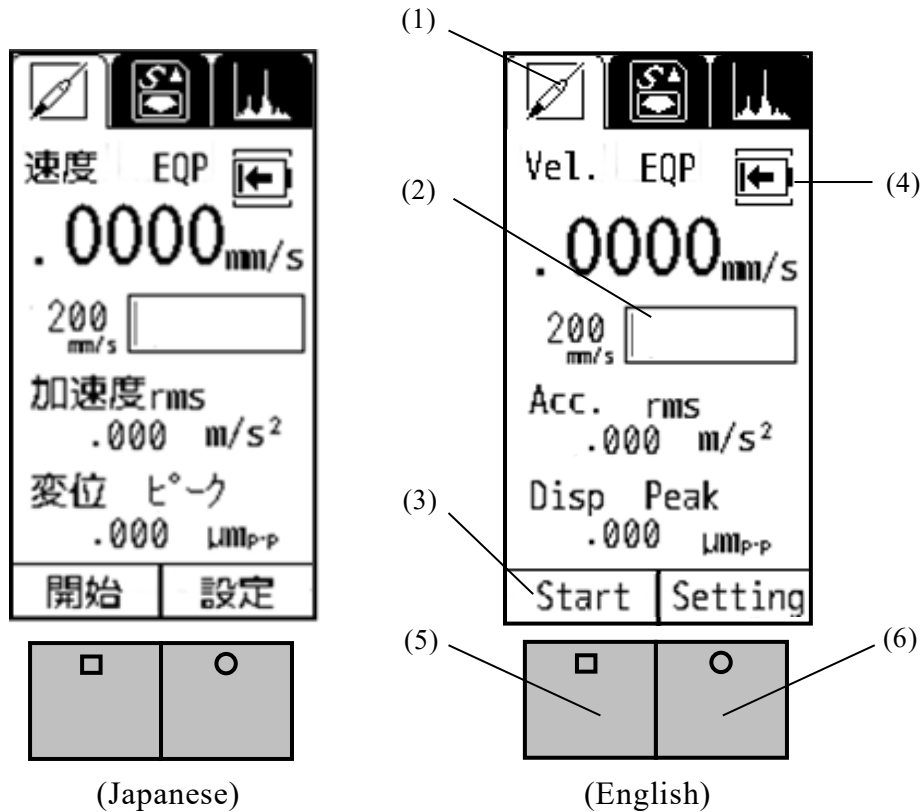 (1)
速度 EQP
.0000mm/s
200
mm/s
加速度rms
.000 m/s²
変位 ピーク
.000 μmp-p
開始 設定
□ ○
(Japanese)
S
Vel. EQP
(4)
(2)
.0000mm/s
200
mm/s
Acc. rms
.000 m/s²
(3)
Disp Peak
.000 μmp-p
Start Setting
(5)
(6)
□ ○
(English)
S